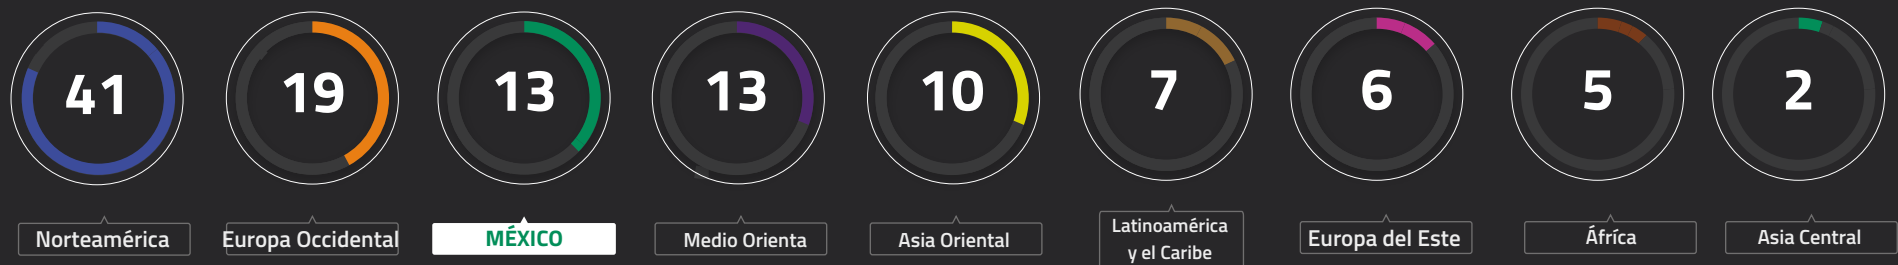 41
19
13
13
10
7
6
5
2
Norteamérica
Europa Occidental
MÉXICO
Medio Orienta
Asia Oriental
Latinoamérica
y el Caribe
Europa del Este
Áfríca
Asia Central